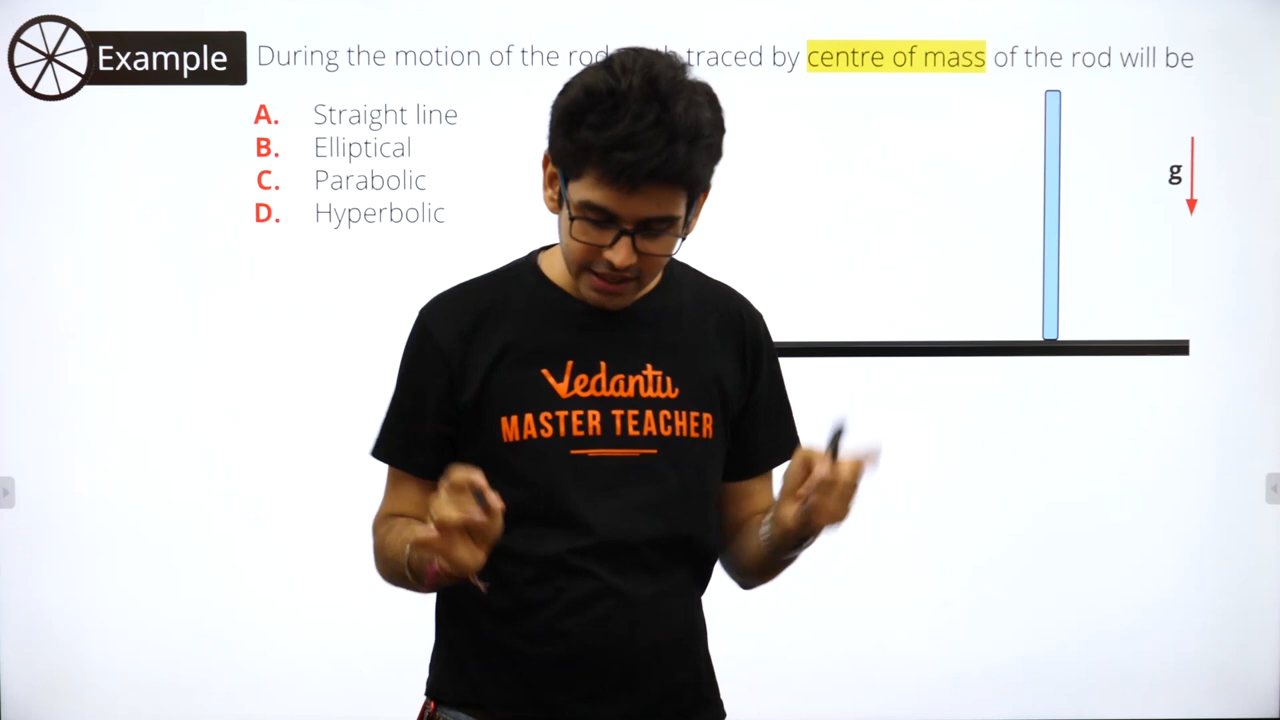 Example
During the motion of the rod traced by centre of mass of the rod will be
A. Straight line
B. Elliptical
C. Parabolic
D. Hyperbolic
g
Vedantu
MASTER TEACHER